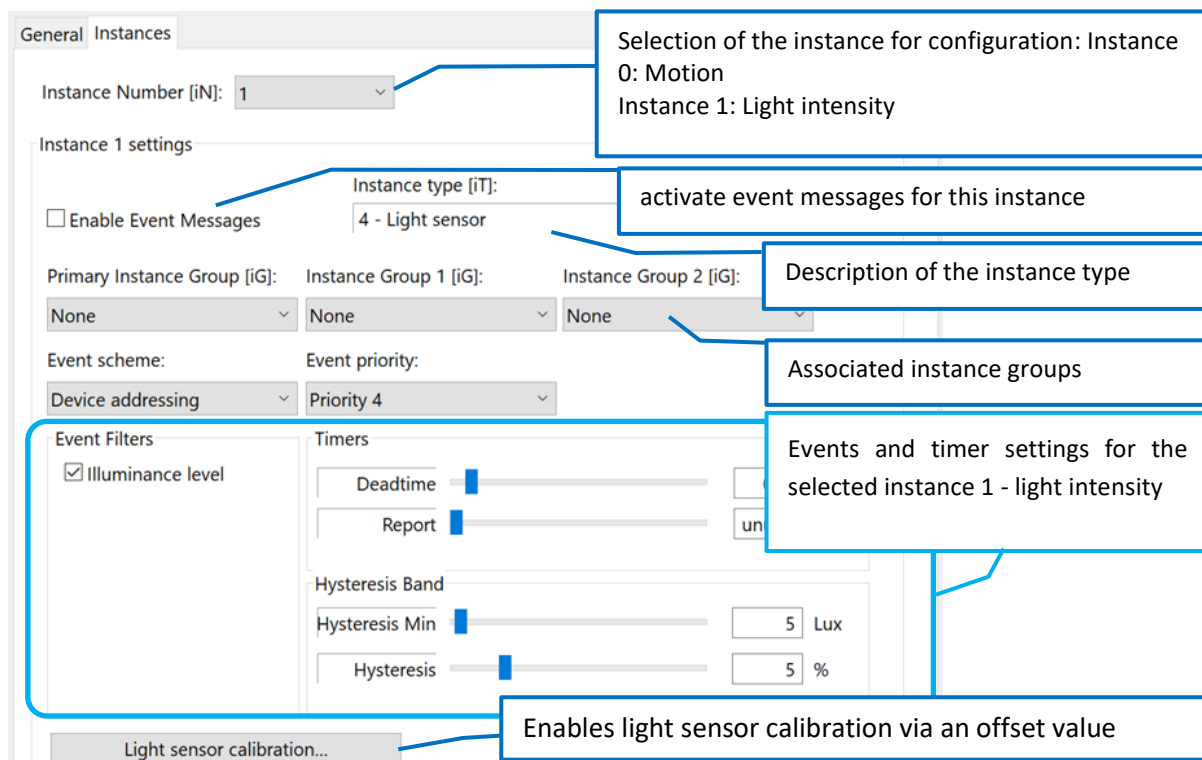 General Instances
Selection of the instance for configuration: Instance
0: Motion
Instance 1: Light intensity
Instance Number [iN]: 1
Instance 1 settings
Instance type [iT]:
activate event messages for this instance
Enable Event Messages
4 - Light sensor
Description of the instance type
Primary Instance Group [iG]: Instance Group 1 [iG]: Instance Group 2 [iG]:
None None None
Associated instance groups
Event scheme: Event priority:
Device addressing Priority 4
Event Filters Timers
Events and timer settings for the
selected instance 1 - light intensity
Illuminance level
Deadtime
Report
Hysteresis Band
Hysteresis Min 5 Lux
Hysteresis 5 %
Enables light sensor calibration via an offset value
Light sensor calibration...